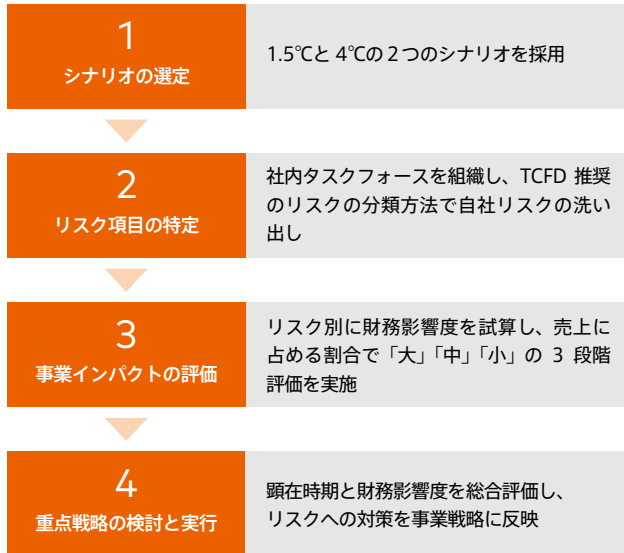 1
シナリオの選定
1.5℃と 4℃の 2 つのシナリオを採用
2
リスク項目の特定
社内タスクフォースを組織し、TCFD 推奨
のリスクの分類方法で自社リスクの洗い
出し
3
事業インパクトの評価
リスク別に財務影響度を試算し、売上に
占める割合で「大」「中」「小」の 3 段階
評価を実施
4
重点戦略の検討と実行
顕在時期と財務影響度を総合評価し、
リスクへの対策を事業戦略に反映